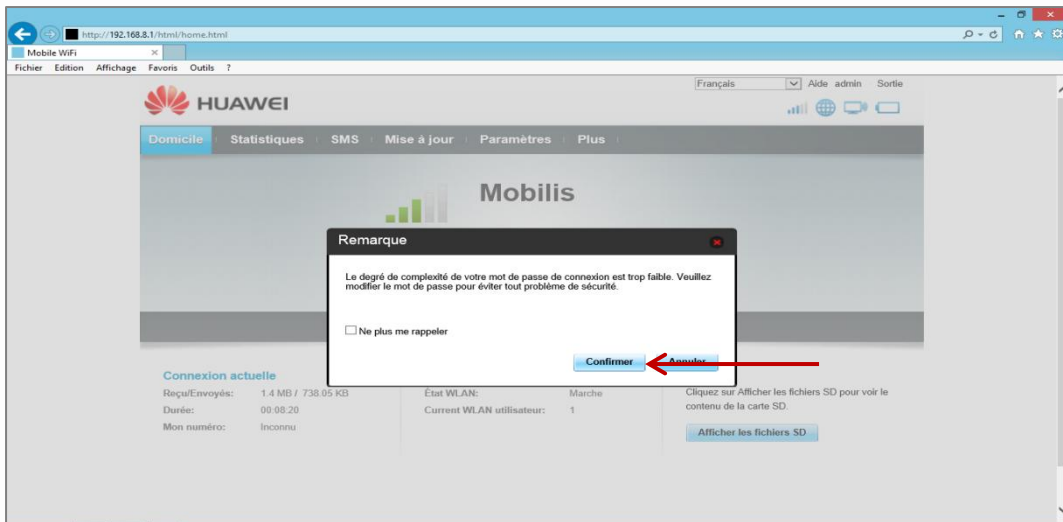 http://192.168.8.1/html/home.html
Mobile WiFi
Fichier Edition Affichage Favoris Outils ?
Français Aide admin Sortie
HUAWEI
Domicile Statistiques SMS Mise à jour Paramètres Plus
Mobilis
Remarque
Le degré de complexité de votre mot de passe de connexion est trop faible. Veuillez
modifier le mot de passe pour éviter tout problème de sécurité.
Ne plus me rappeler
Confirmer Annuler
Connexion actuelle
Reçu/Envoyés: 1.4 MB / 738.05 KB
Durée: 00:08:20
Mon numéro: Inconnu
État WLAN: Marche
Current WLAN utilisateur: 1
Cliquez sur Afficher les fichiers SD pour voir le
contenu de la carte SD.
Afficher les fichiers SD